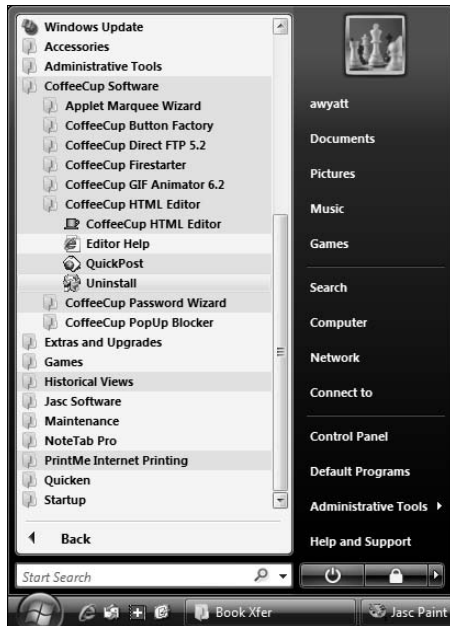 Windows Update
Accessories
Administrative Tools
CoffeeCup Software
Applet Marquee Wizard
CoffeeCup Button Factory
CoffeeCup Direct FTP 5.2
CoffeeCup Firestarter
CoffeeCup GIF Animator 6.2
CoffeeCup HTML Editor
CoffeeCup HTML Editor
Editor Help
QuickPost
Uninstall
CoffeeCup Password Wizard
CoffeeCup PopUp Blocker
Extras and Upgrades
Games
Historical Views
Jasc Software
Maintenance
NoteTab Pro
PrintMe Internet Printing
Quicken
Startup
Back
Start Search
awyatt
Documents
Pictures
Music
Games
Search
Computer
Network
Connect to
Control Panel
Default Programs
Administrative Tools
Help and Support
Book Xfer
Jasc Paint